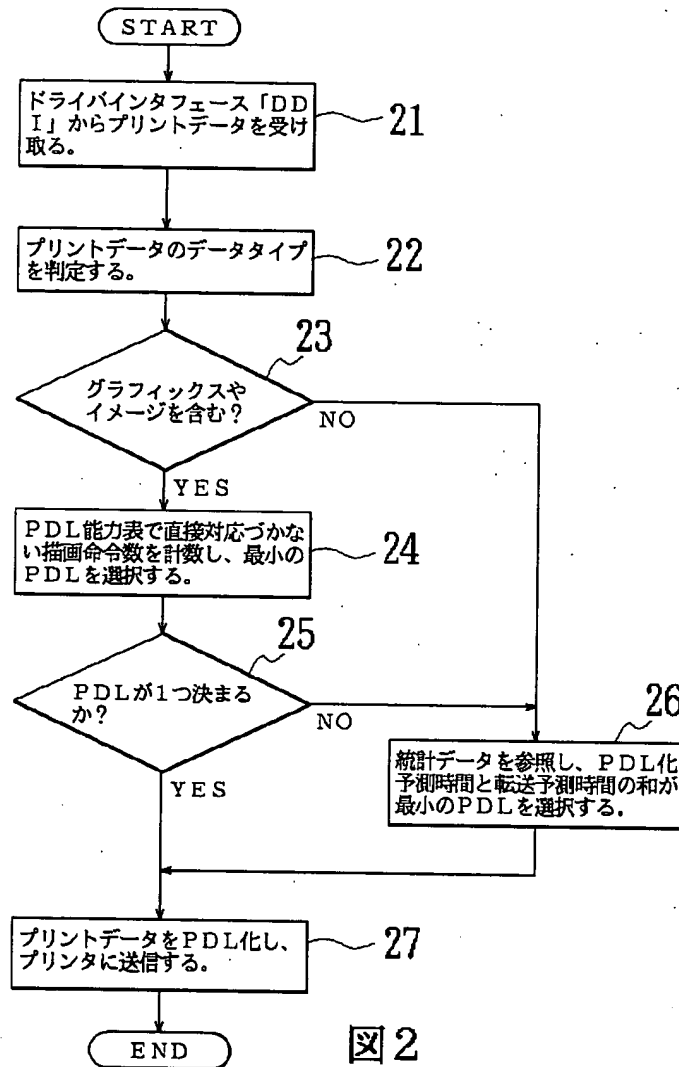 START
ドライバインタフェース「DD
I」からプリントデータを受け
取る。
21
プリントデータのデータタイプ
を判定する。
22
23
グラフィックスや
イメージを含む？
NO
YES
PDL能力表で直接対応づかな
い描画命令数を計数し、最小の
PDLを選択する。
24
25
PDLが1つ決まる
か？
NO
YES
26
統計データを参照し、PDL化
予測時間と転送予測時間の和が
最小のPDLを選択する。
プリントデータをPDL化し、
プリンタに送信する。
27
END
図2